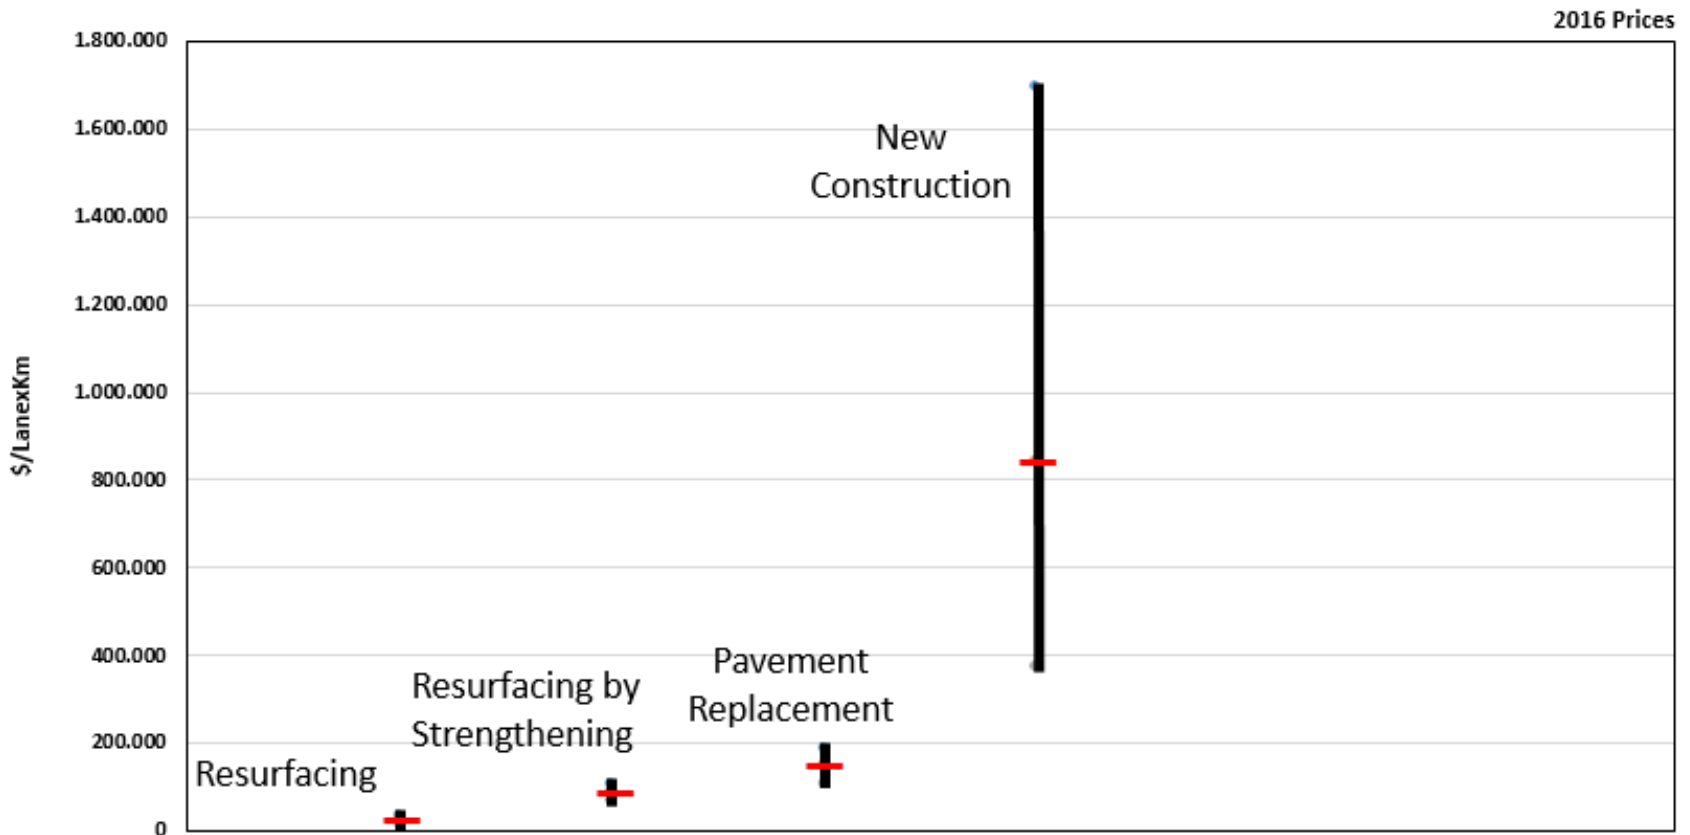 2016 Prices
1.800.000
1.600.000
1.400.000
1.200.000
1.000.000
800.000
600.000
400.000
200.000
0
$/LanexKm
New
Construction
Pavement
Replacement
Resurfacing by
Strengthening
Resurfacing